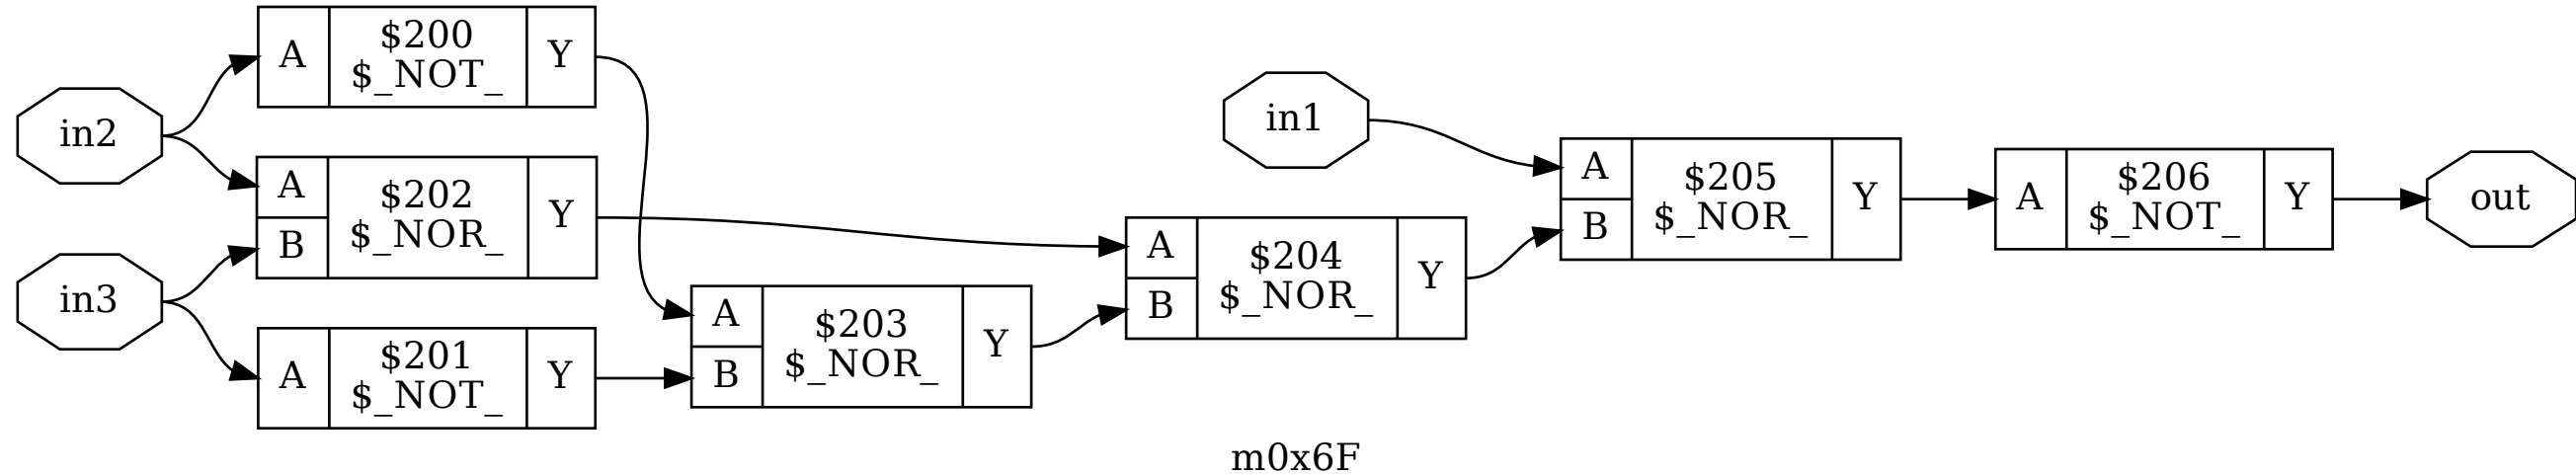 in2
in3
A
$200
$_NOT_
Y
A
B
$202
$_NOR_
Y
A
$201
$_NOT_
Y
A
B
$203
$_NOR_
Y
in1
A
B
$204
$_NOR_
Y
A
B
$205
$_NOR_
Y
A
$206
$_NOT_
Y
out
m0x6F